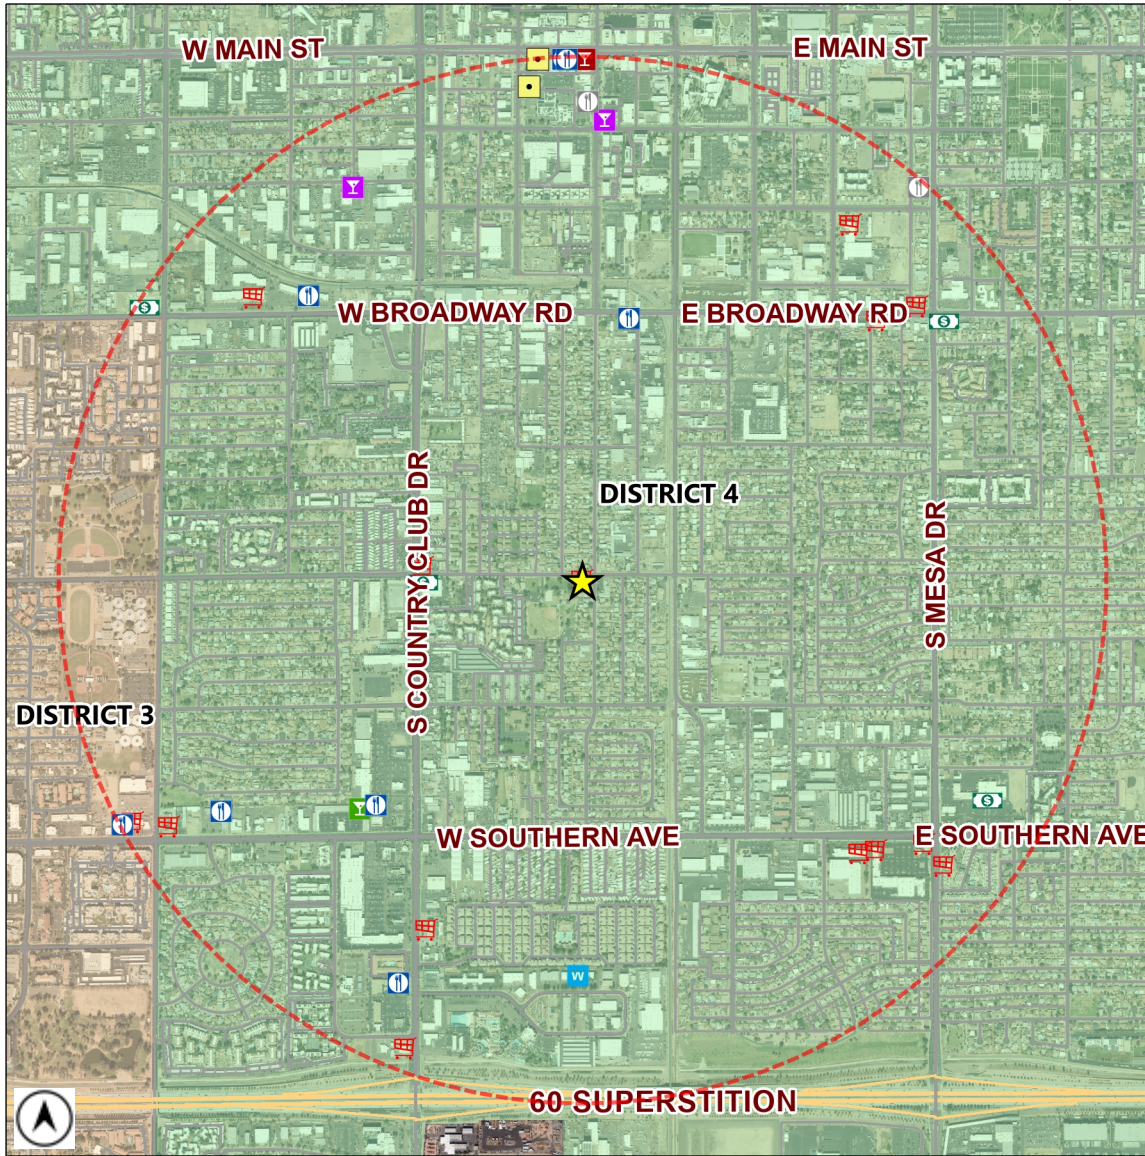 W MAIN ST
E MAIN ST
$
W BROADWAY RD
E BROADWAY RD
$
S COUNTRY CLUB DR
DISTRICT 4
S MESA DR
DISTRICT 3
$
W SOUTHERN AVE
E SOUTHERN AVE
W
60 SUPERSTITION